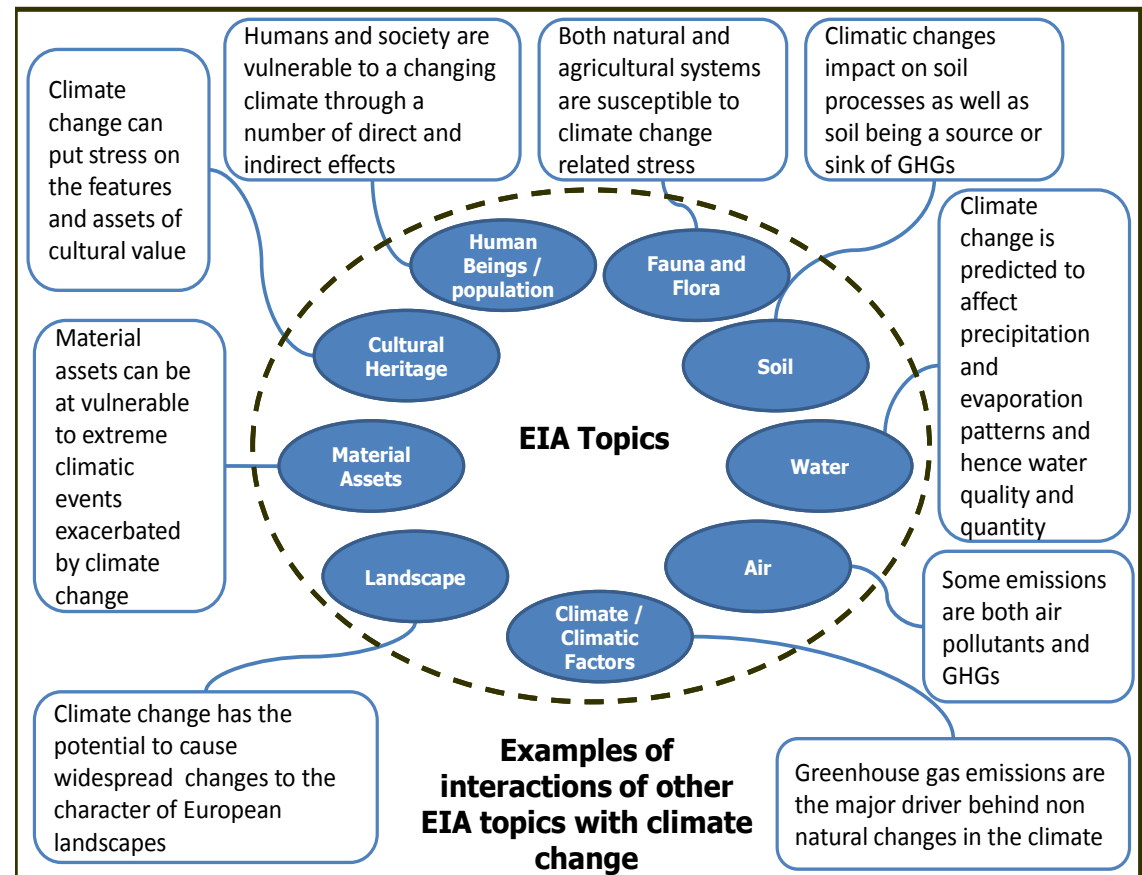 Humans and society are
vulnerable to a changing
climate through a
number of direct and
indirect effects
Both natural and
agricultural systems
are susceptible to
climate change
related stress
Climatic changes
impact on soil
processes as well as
soil being a source or
sink of GHGs
Climate
change can
put stress on
the features
and assets of
cultural value
Climate
change is
predicted to
affect
precipitation
and
evaporation
patterns and
hence water
quality and
quantity
Human
Beings /
population
Fauna and
Flora
Cultural
Heritage
Soil
Material
assets can be
at vulnerable
to extreme
climatic
events
exacerbated
by climate
change
EIA Topics
Material
Assets
Water
Landscape
Air
Climate /
Climatic
Factors
Some emissions
are both air
pollutants and
GHGs
Climate change has the
potential to cause
widespread  changes to the
character of European
landscapes
Examples of
interactions of other
EIA topics with climate
change
Greenhouse gas emissions are
the major driver behind non
natural changes in the climate